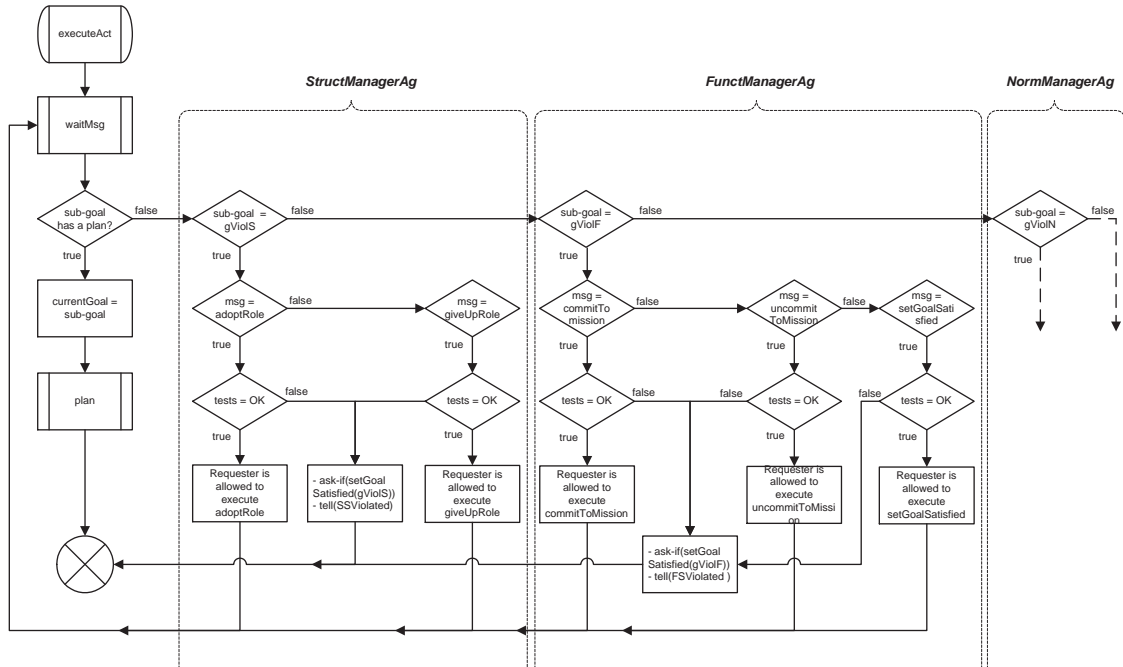 executeAct
StructManagerAg
FunctManagerAg
NormManagerAg
waitMsg
sub-goal
has a plan?
false
true
sub-goal =
gViolS
false
true
sub-goal =
gViolF
false
true
sub-goal =
gViolN
false
true
currentGoal =
sub-goal
msg =
adoptRole
false
true
msg =
giveUpRole
true
msg =
commitTo
mission
false
true
msg =
uncommit
ToMission
false
true
msg =
setGoalSati
sfied
true
plan
tests = OK
false
true
tests = OK
true
tests = OK
false
true
false
tests = OK
true
false
tests = OK
true
Requester is
allowed to
execute
adoptRole
- ask-if(setGoal
Satisfied(gViolS))
- tell(SSViolated)
Requester is
allowed to
execute
giveUpRole
Requester is
allowed to
execute
commitToMission
Requester is
allowed to
execute
uncommitToMissi
on
Requester is
allowed to
execute
setGoalSatisfied
- ask-if(setGoal
Satisfied(gViolF))
- tell(FSViolated )